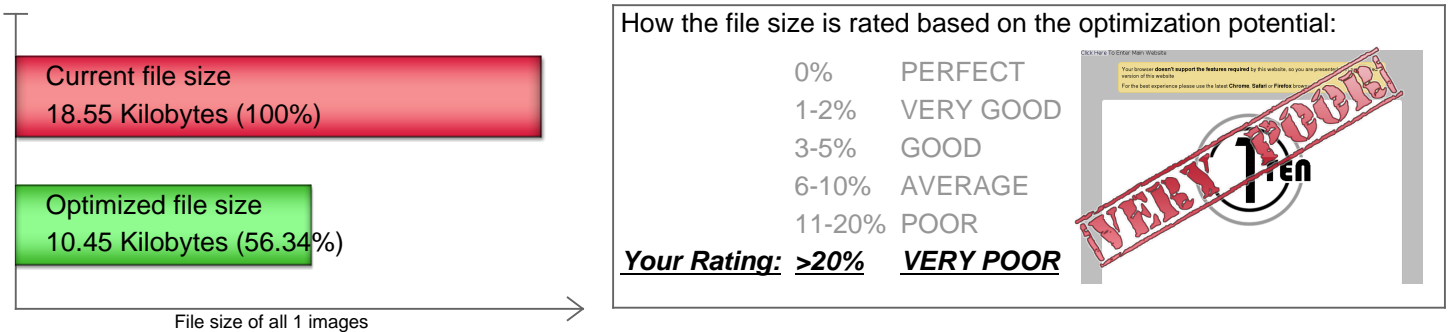 Current file size
18.55 Kilobytes (100%)
Optimized file size
10.45 Kilobytes (56.34%)
File size of all 1 images
How the file size is rated based on the optimization potential:
0% PERFECT
1-2% VERY GOOD
3-5% GOOD
6-10% AVERAGE
11-20% POOR
Your Rating: >20% VERY POOR
Click Here To Enter Main Website
Your browser doesn't support the features required by this website, so you are presented
version of this website
For the best experience please use the latest Chrome, Safari or Firefox
1TEN
VERY POOR